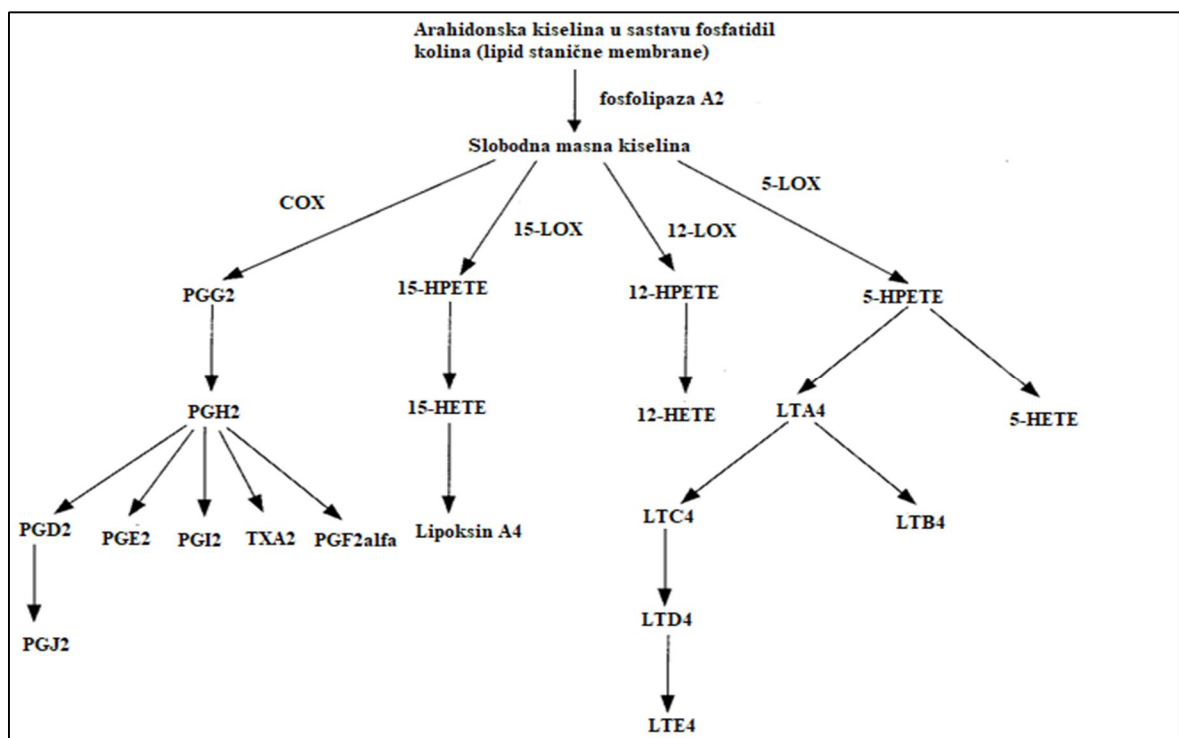 Arahidonska kiselina u sastavu fosfatidil
kolina (lipid stanične membrane)
fosfolipaza A2
Slobodna masna kiselina
COX
15-LOX
12-LOX
5-LOX
PGG2
15-HPETE
12-HPETE
5-HPETE
PGH2
15-HETE
12-HETE
LTA4
5-HETE
PGD2
PGE2
PGI2
TXA2
PGF2alfa
Lipoksin A4
LTC4
LTB4
PGJ2
LTD4
LTE4